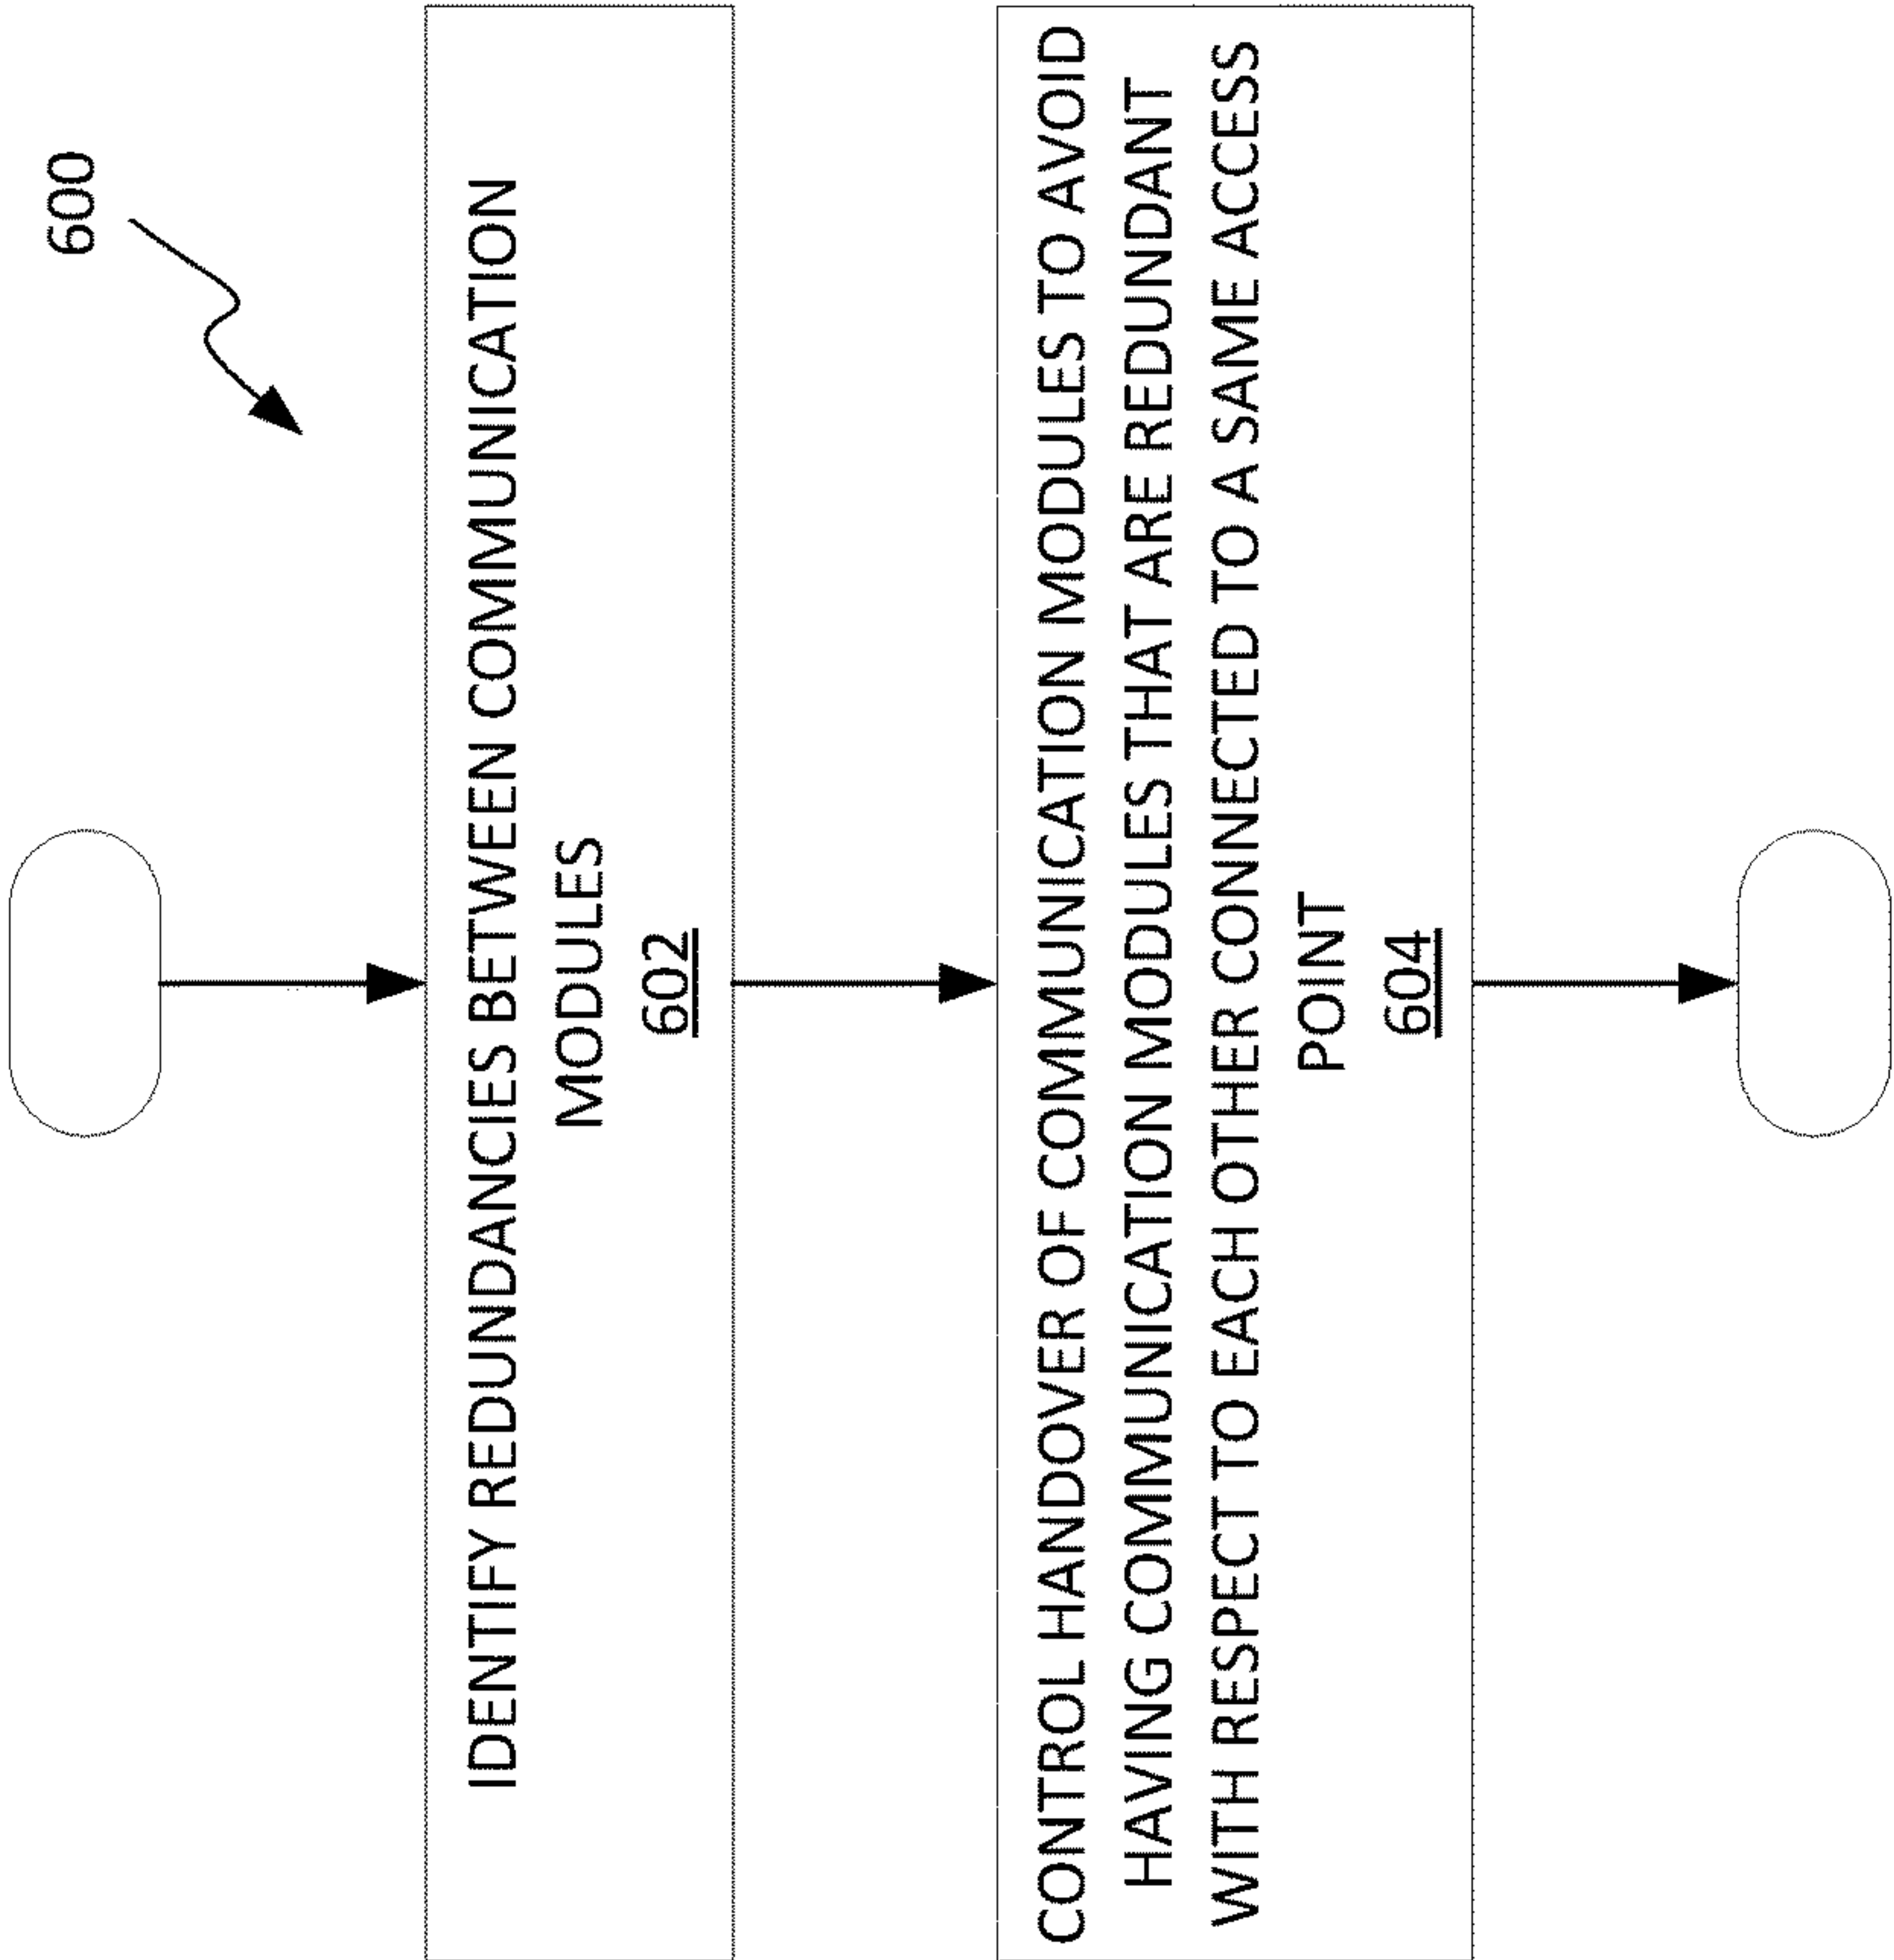 600
IDENTIFY REDUNDANCIES BETWEEN COMMUNICATION
MODULES
602
CONTROL HANDOVER OF COMMUNICATION MODULES TO AVOID
HAVING COMMUNICATION MODULES THAT ARE REDUNDANT
WITH RESPECT TO EACH OTHER CONNECTED TO A SAME ACCESS
POINT
604